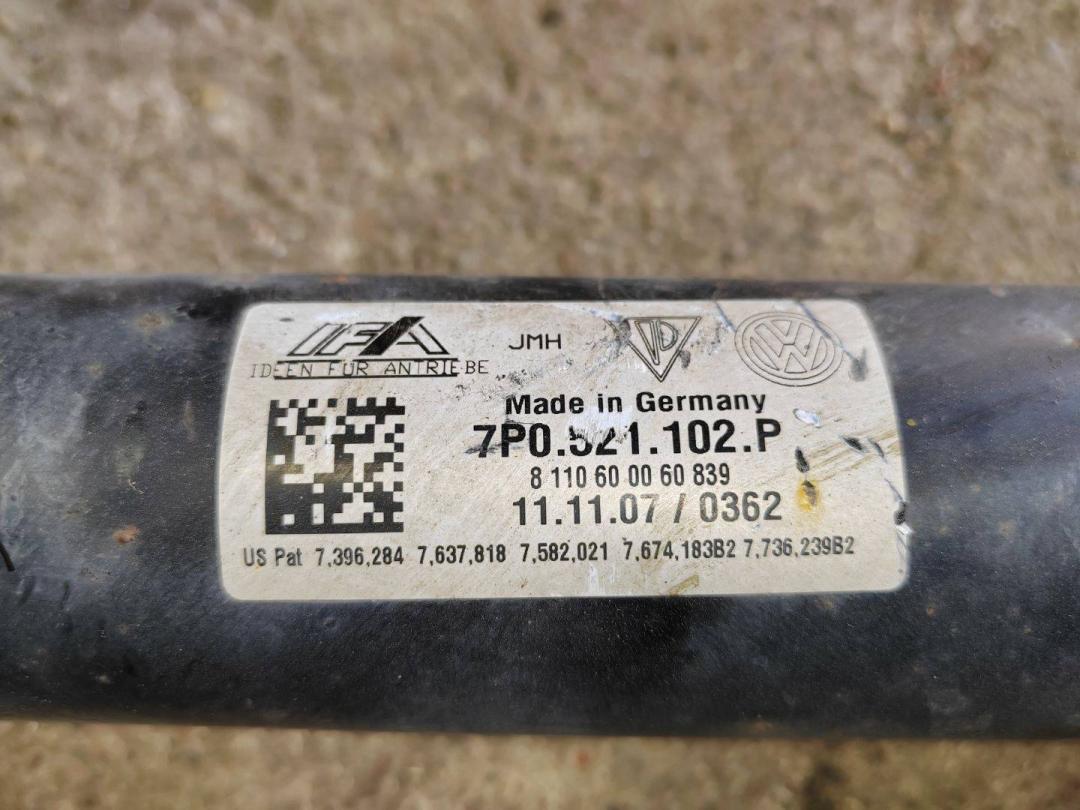 IFA
IDEEN FÜR ANTRIEBE
JMH
VW
Made in Germany
7P0.521.102.P
8 110 60 00 60 839
11.11.07 / 0362
US Pat 7,396,284 7,637,818 7,582,021 7,674,183B2 7,736,239B2